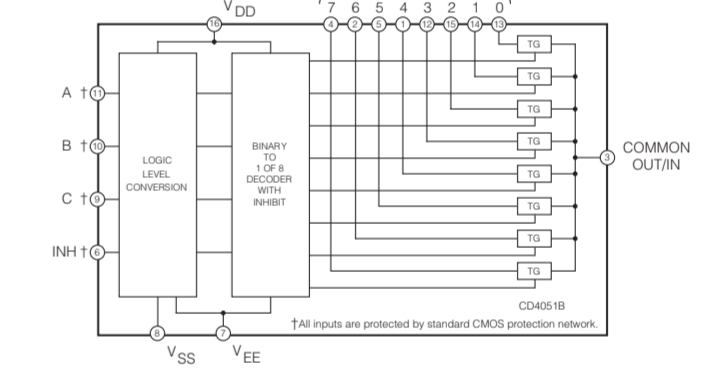 V DD
7 6 5 4 3 2 1 0
16
4 2 5 1 12 15 14 13
TG
TG
TG
TG
TG
TG
TG
TG
A †11
B †10
C †9
INH †6
LOGIC
LEVEL
CONVERSION
BINARY
TO
1 OF 8
DECODER
WITH
INHIBIT
3
COMMON
OUT/IN
CD4051B
†All inputs are protected by standard CMOS protection network.
8
7
VSS
VEE